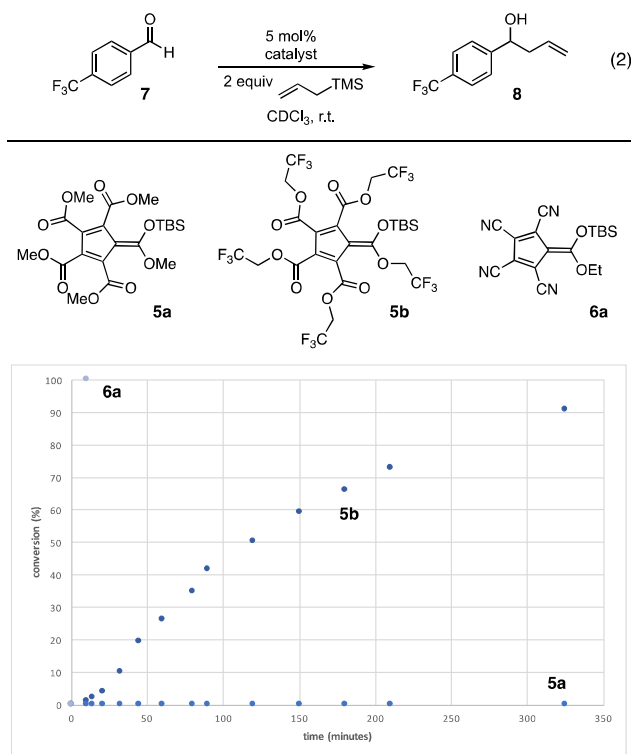 O
H
F3C
7
5 mol%
catalyst
2 equiv
TMS
CDCl3, r.t.
OH
F3C
8
(2)
OMe
O
OMe
O
MeO
O
MeO
O
OMe
O
OTBS
OMe
5a
CF3
O
O
CF3
O
O
OTBS
O
F3C
O
O
CF3
O
O
F3C
5b
CN
NC
NC
CN
OTBS
OEt
6a
100
90
80
70
60
50
40
30
20
10
0
conversion (%)
6a
5b
5a
0
50
100
150
200
250
300
350
time (minutes)